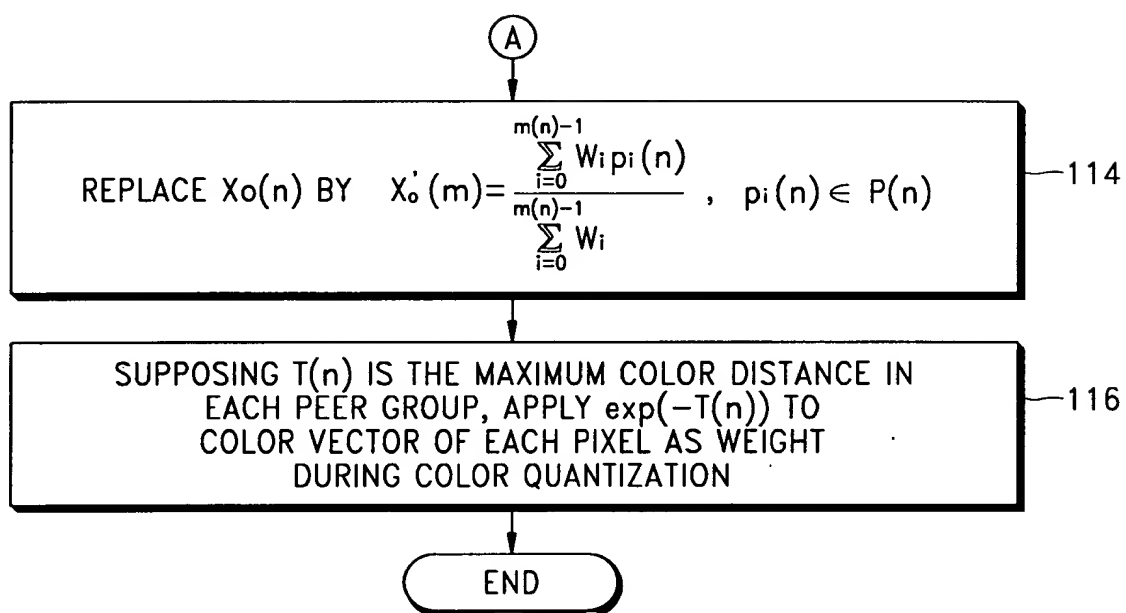 A
REPLACE Xo(n) BY Xo'(m)= m(n)-1 Σ i=0 Wi pi(n) / m(n)-1 Σ i=0 Wi , pi(n) ∈ P(n)
114
SUPPOSING T(n) IS THE MAXIMUM COLOR DISTANCE IN
EACH PEER GROUP, APPLY exp(-T(n)) TO
COLOR VECTOR OF EACH PIXEL AS WEIGHT
DURING COLOR QUANTIZATION
116
END